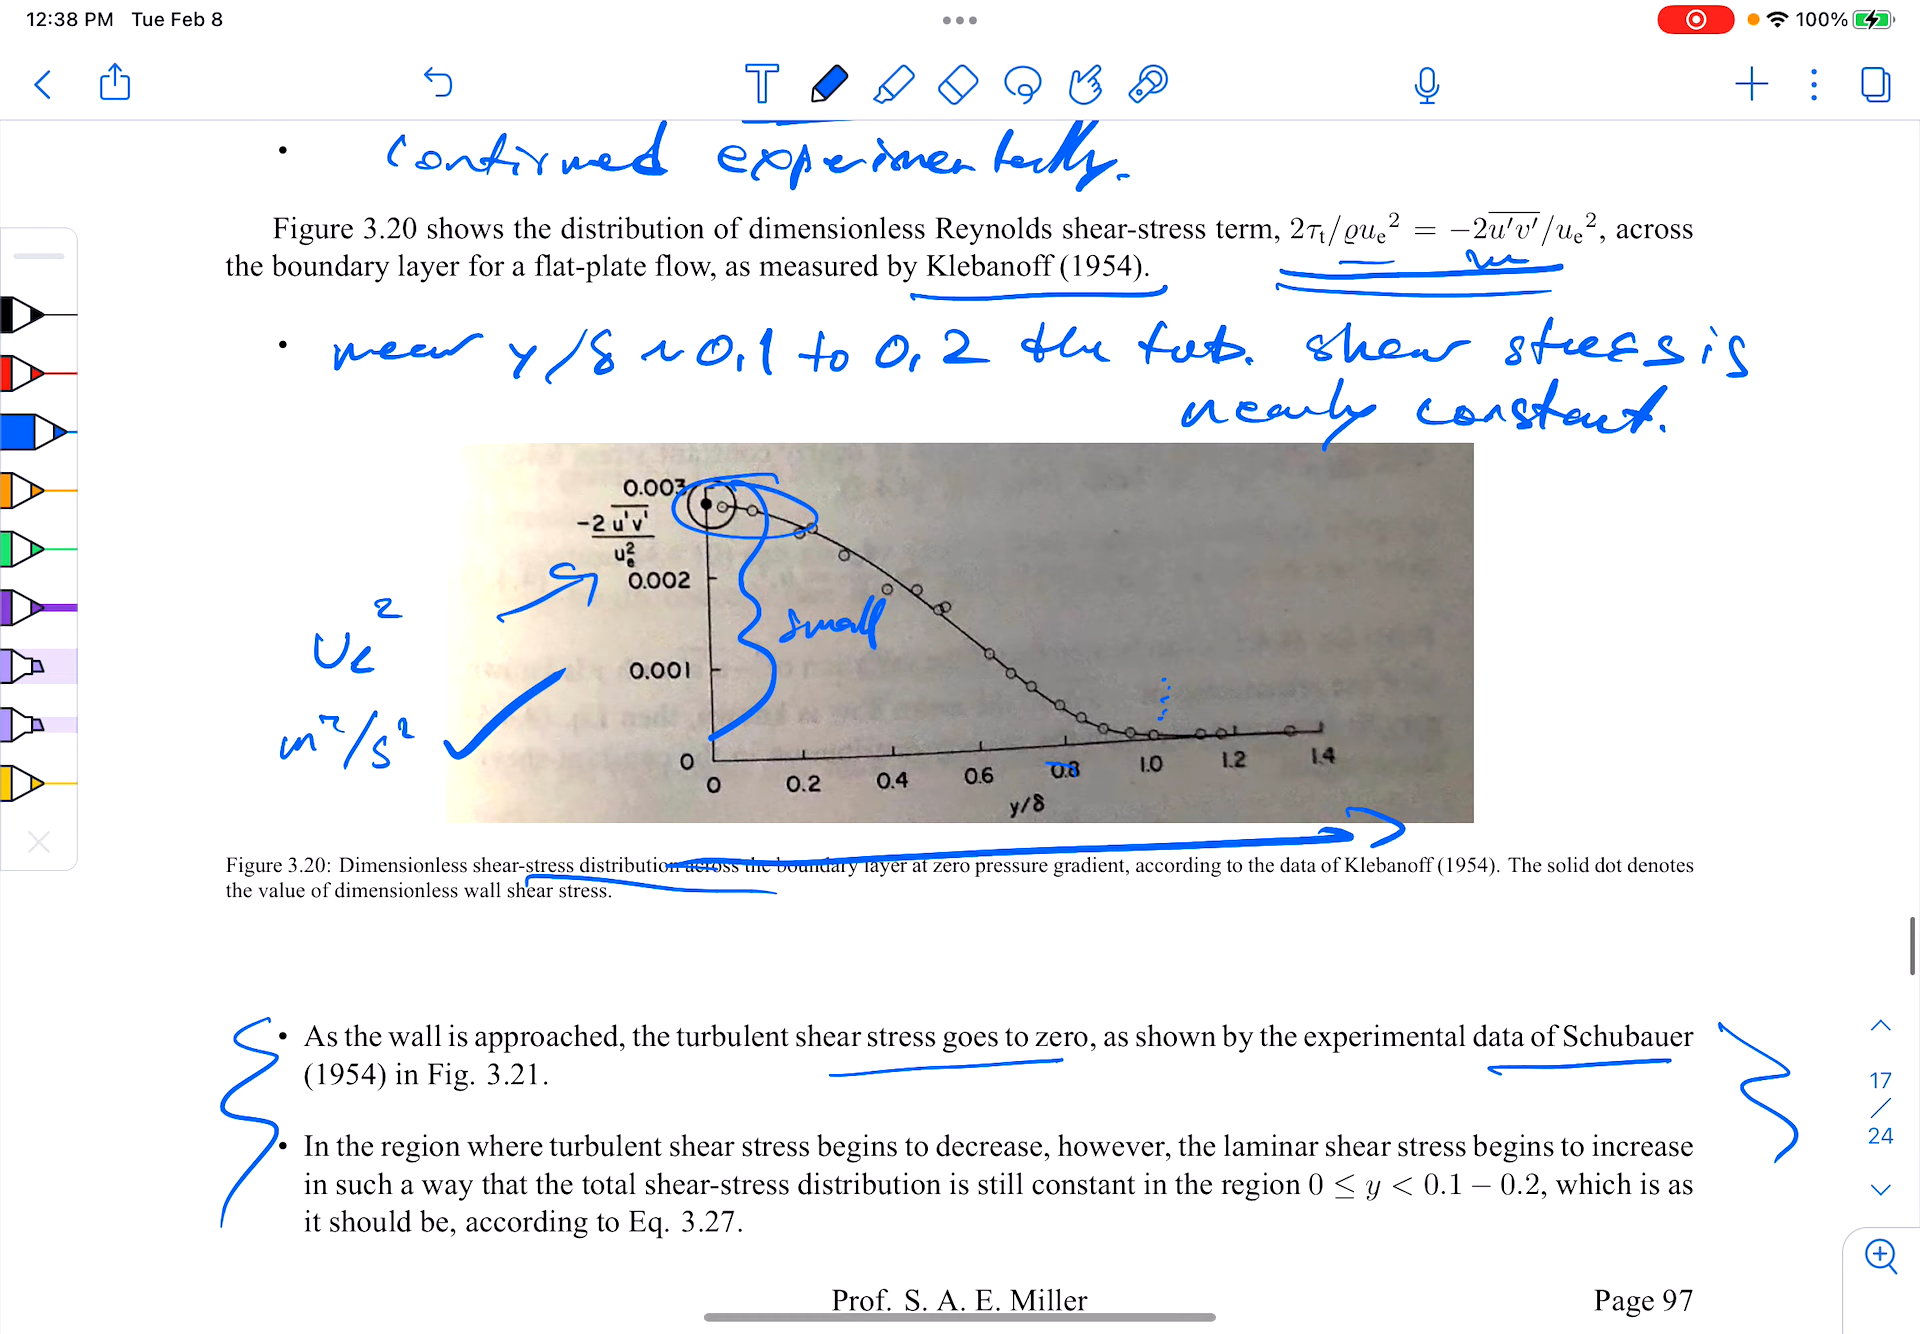 12:38 PM Tue Feb 8
100%
• Confirmed experimentally.
Figure 3.20 shows the distribution of dimensionless Reynolds shear-stress term, 2τt/ϱue² = −2u′v′/ue², across
the boundary layer for a flat-plate flow, as measured by Klebanoff (1954).
• near y/δ ~ 0.1 to 0.2 the tub. shear stress is
nearly constant.
0.003
-2 u'v'
ue²
0.002
0.001
0
0 0.2 0.4 0.6 0.8 1.0 1.2 1.4
y/δ
small
Ue²
m²/s²
Figure 3.20: Dimensionless shear-stress distribution across the boundary layer at zero pressure gradient, according to the data of Klebanoff (1954). The solid dot denotes
the value of dimensionless wall shear stress.
• As the wall is approached, the turbulent shear stress goes to zero, as shown by the experimental data of Schubauer
(1954) in Fig. 3.21.
• In the region where turbulent shear stress begins to decrease, however, the laminar shear stress begins to increase
in such a way that the total shear-stress distribution is still constant in the region 0 ≤ y < 0.1 − 0.2, which is as
it should be, according to Eq. 3.27.
17
/
24
Prof. S. A. E. Miller
Page 97